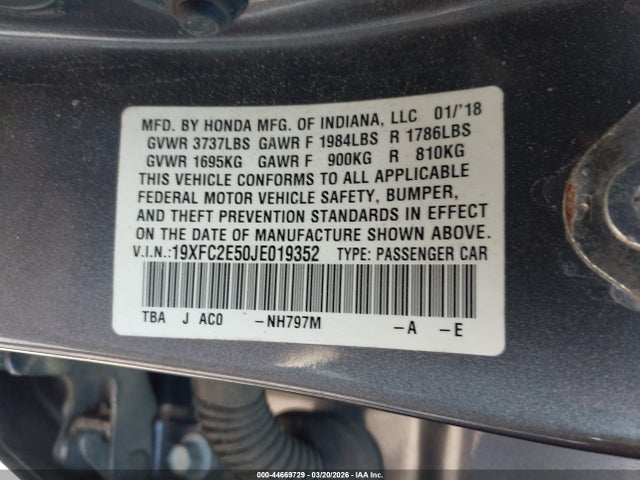 MFD. BY HONDA MFG. OF INDIANA, LLC 01/'18
GVWR 3737LBS GAWR F 1984LBS R 1786LBS
GVWR 1695KG GAWR F 900KG R 810KG
THIS VEHICLE CONFORMS TO ALL APPLICABLE
FEDERAL MOTOR VEHICLE SAFETY, BUMPER,
AND THEFT PREVENTION STANDARDS IN EFFECT
ON THE DATE OF MANUFACTURE SHOWN ABOVE.
V.I.N.:19XFC2E50JE019352 TYPE: PASSENGER CAR
TBA J AC0 -NH797M -A -E
000-44669729 03/20/2026 - IAA Inc.